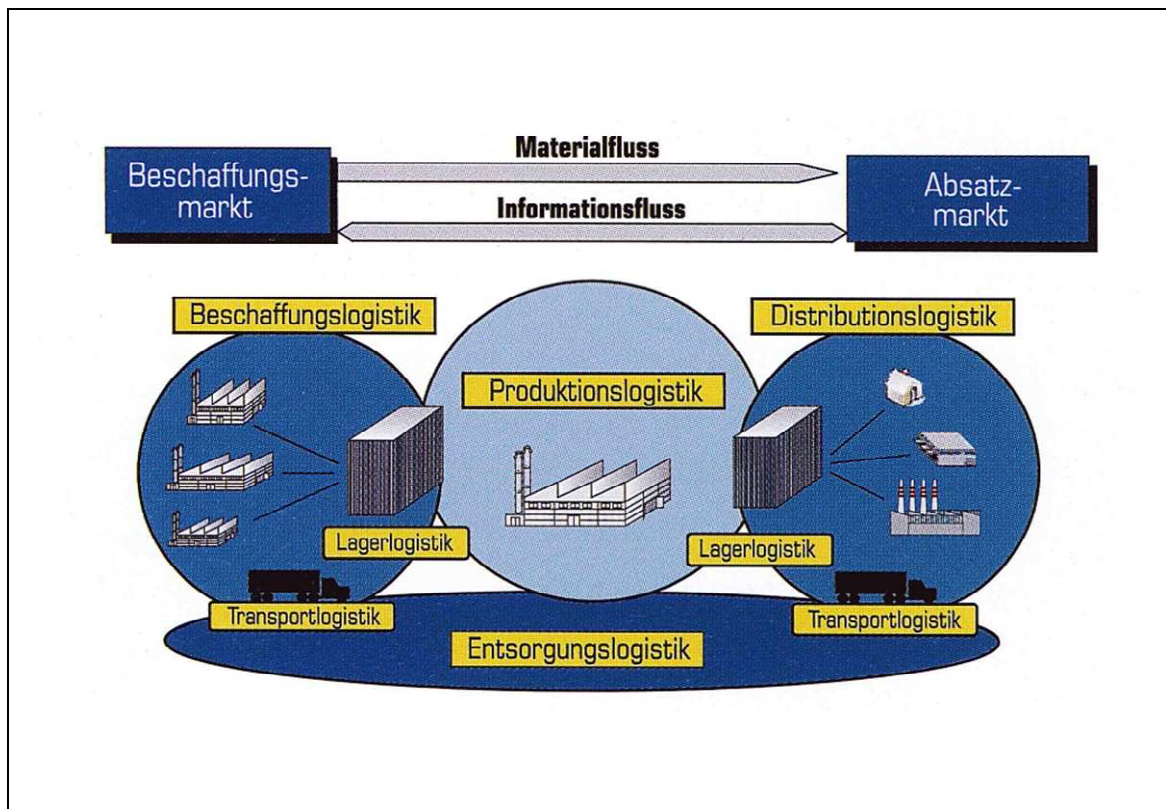 Materialfluss
Beschaffungs-
markt
Absatz-
markt
Informationsfluss
Beschaffungslogistik
Distributionslogistik
Produktionslogistik
Lagerlogistik
Lagerlogistik
Transportlogistik
Transportlogistik
Entsorgungslogistik